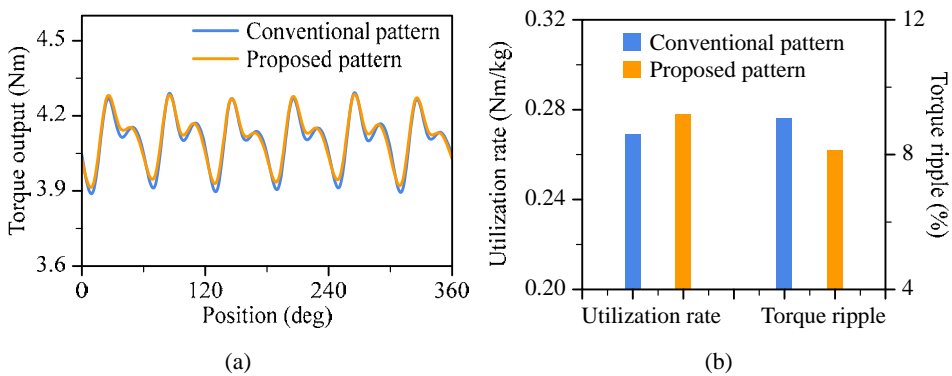 4.5
4.2
3.9
3.6
Torque output (Nm)
Conventional pattern
Proposed pattern
0
120
240
360
Position (deg)
(a)
0.32
0.28
0.24
0.20
Utilization rate (Nm/kg)
Conventional pattern
Proposed pattern
12
8
4
Torque ripple (%)
Utilization rate
Torque ripple
(b)